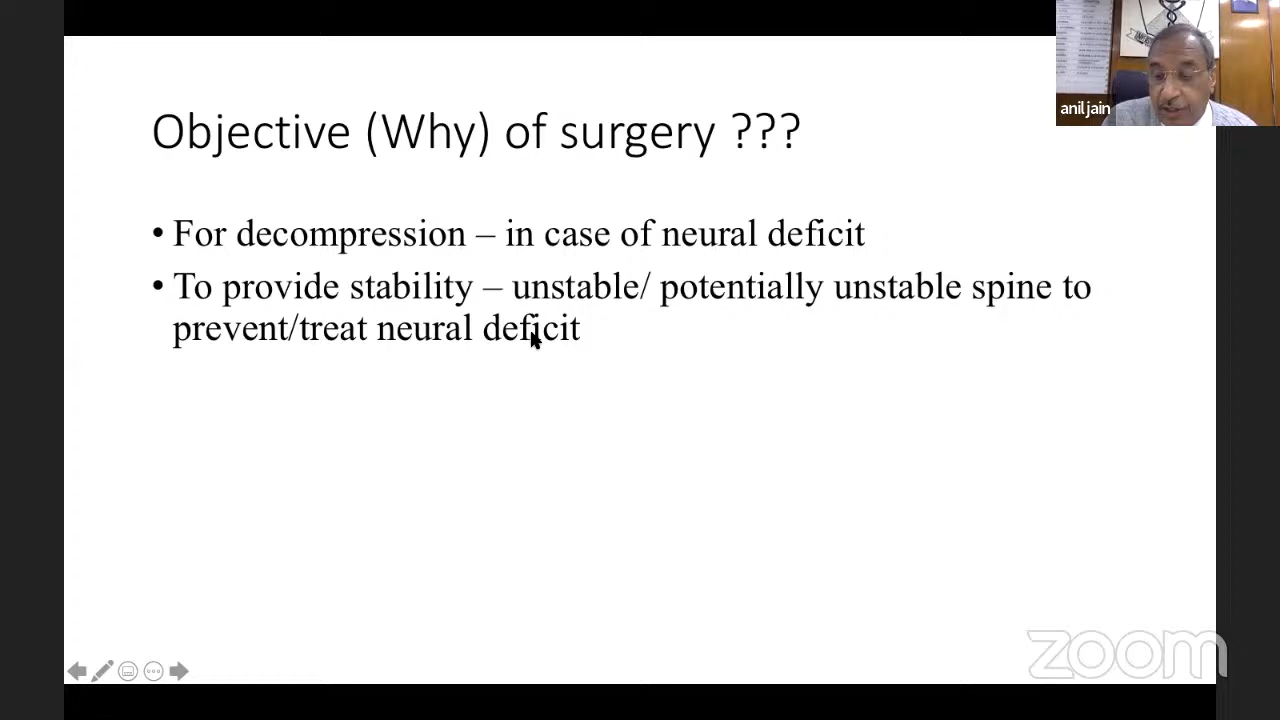 anil jain
Objective (Why) of surgery ???
• For decompression – in case of neural deficit
• To provide stability – unstable/ potentially unstable spine to
prevent/treat neural deficit
zoom